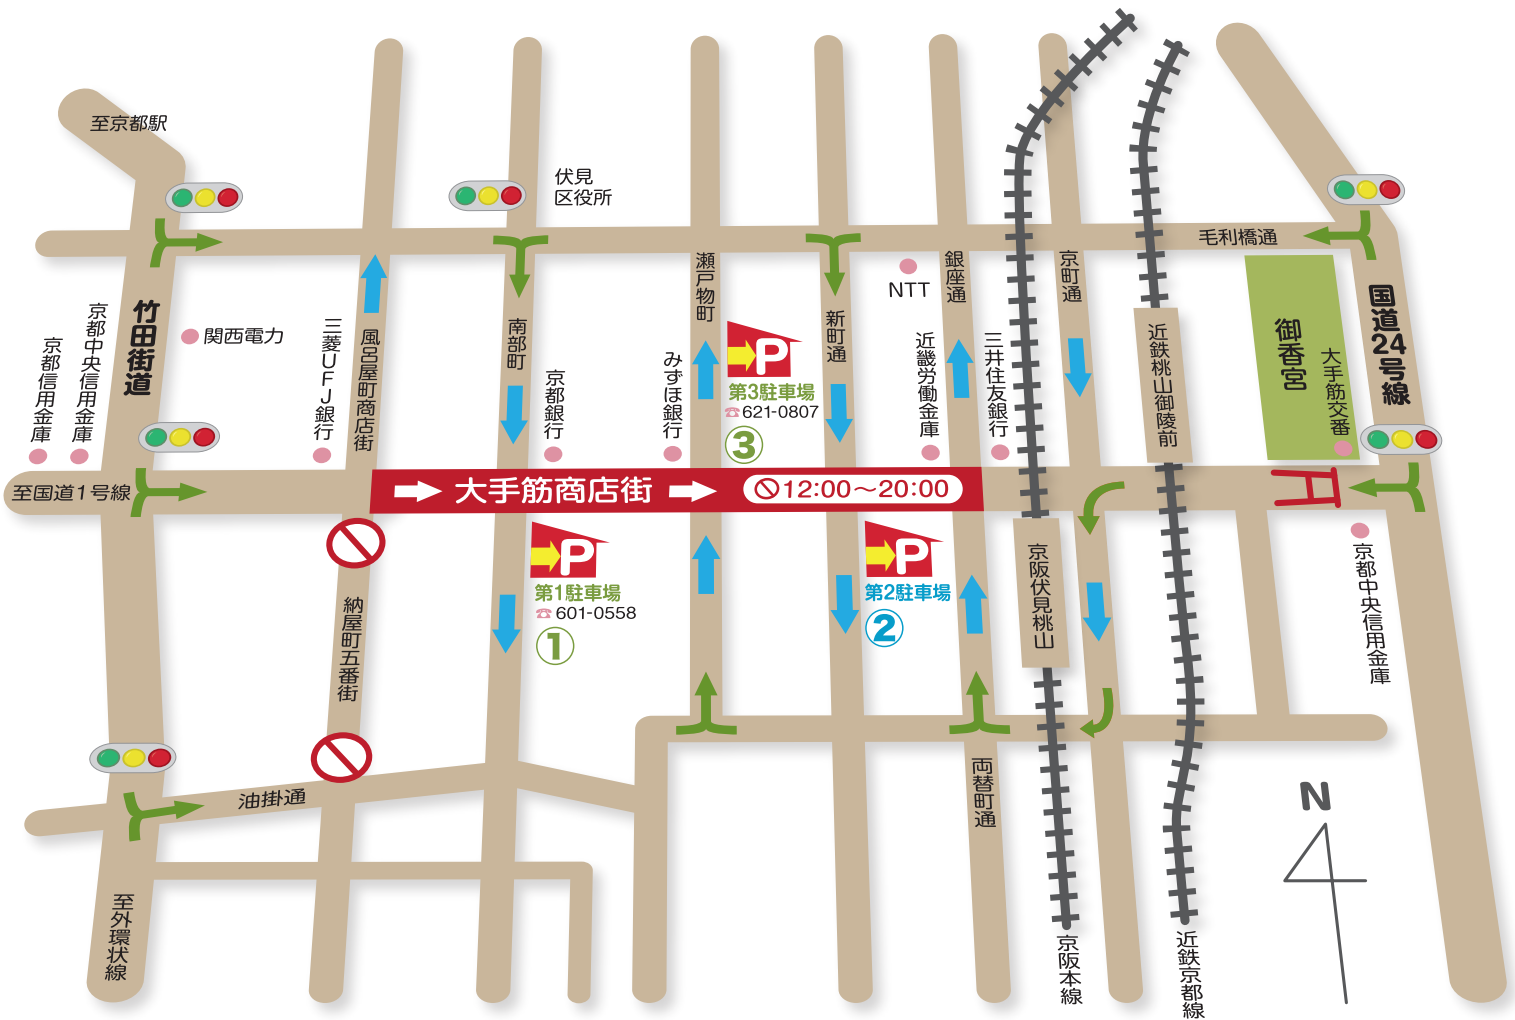 至京都駅
伏見
区役所
毛利橋通
竹田街道
京都中央信用金庫
京都信用金庫
関西電力
三菱UFJ銀行
風呂屋町商店街
南部町
京都銀行
瀬戸物町
みずほ銀行
P
第3駐車場
☎621-0807
③
新町通
NTT
銀座通
近畿労働金庫
三井住友銀行
京町通
近鉄桃山御陵前
御香宮
大手筋交番
国道24号線
至国道1号線
大手筋商店街
12:00〜20:00
P
第1駐車場
☎601-0558
①
P
第2駐車場
②
納屋町五番街
京阪伏見桃山
京都中央信用金庫
油掛通
両替町通
N
至外環状線
京阪本線
近鉄京都線